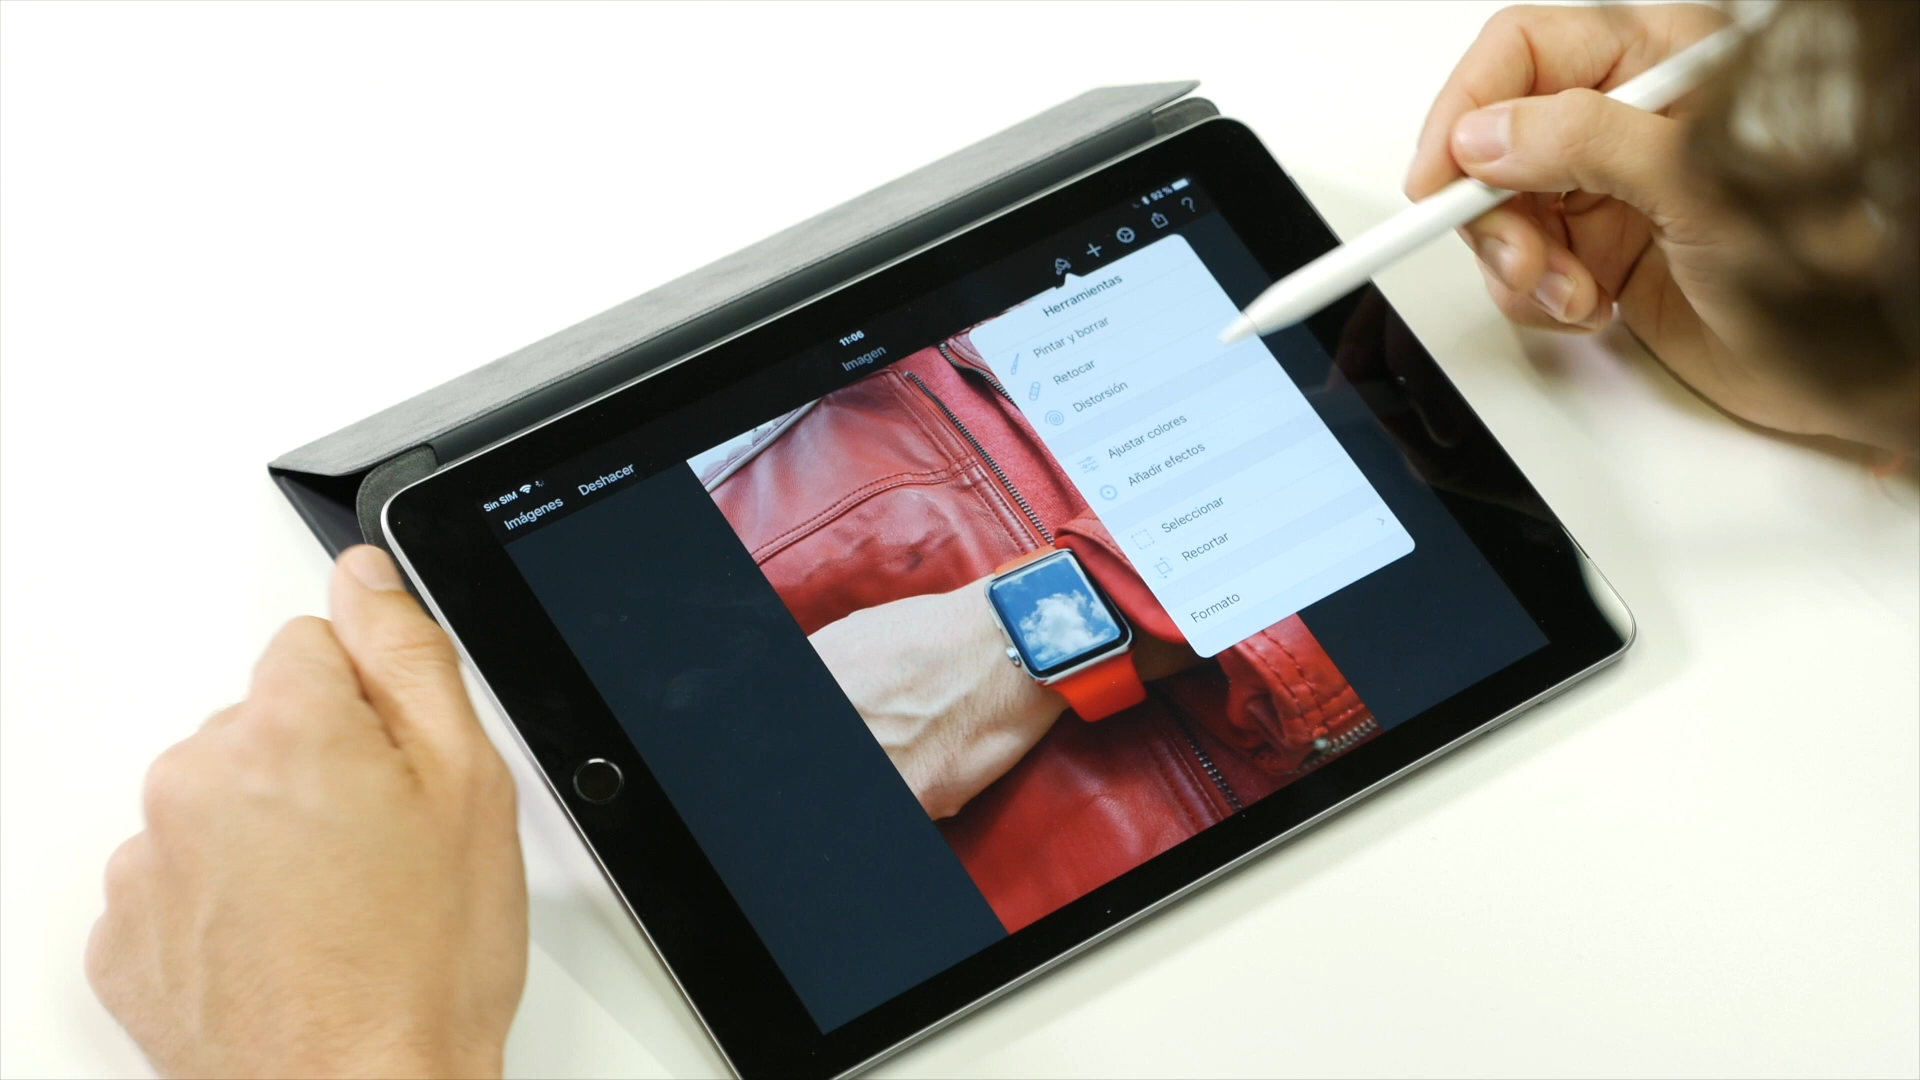 Sin SIM
11:06
92 %
Imágenes
Deshacer
Imagen
?
Herramientas
Pintar y borrar
Retocar
Distorsión
Ajustar colores
Añadir efectos
Seleccionar
Recortar
Formato